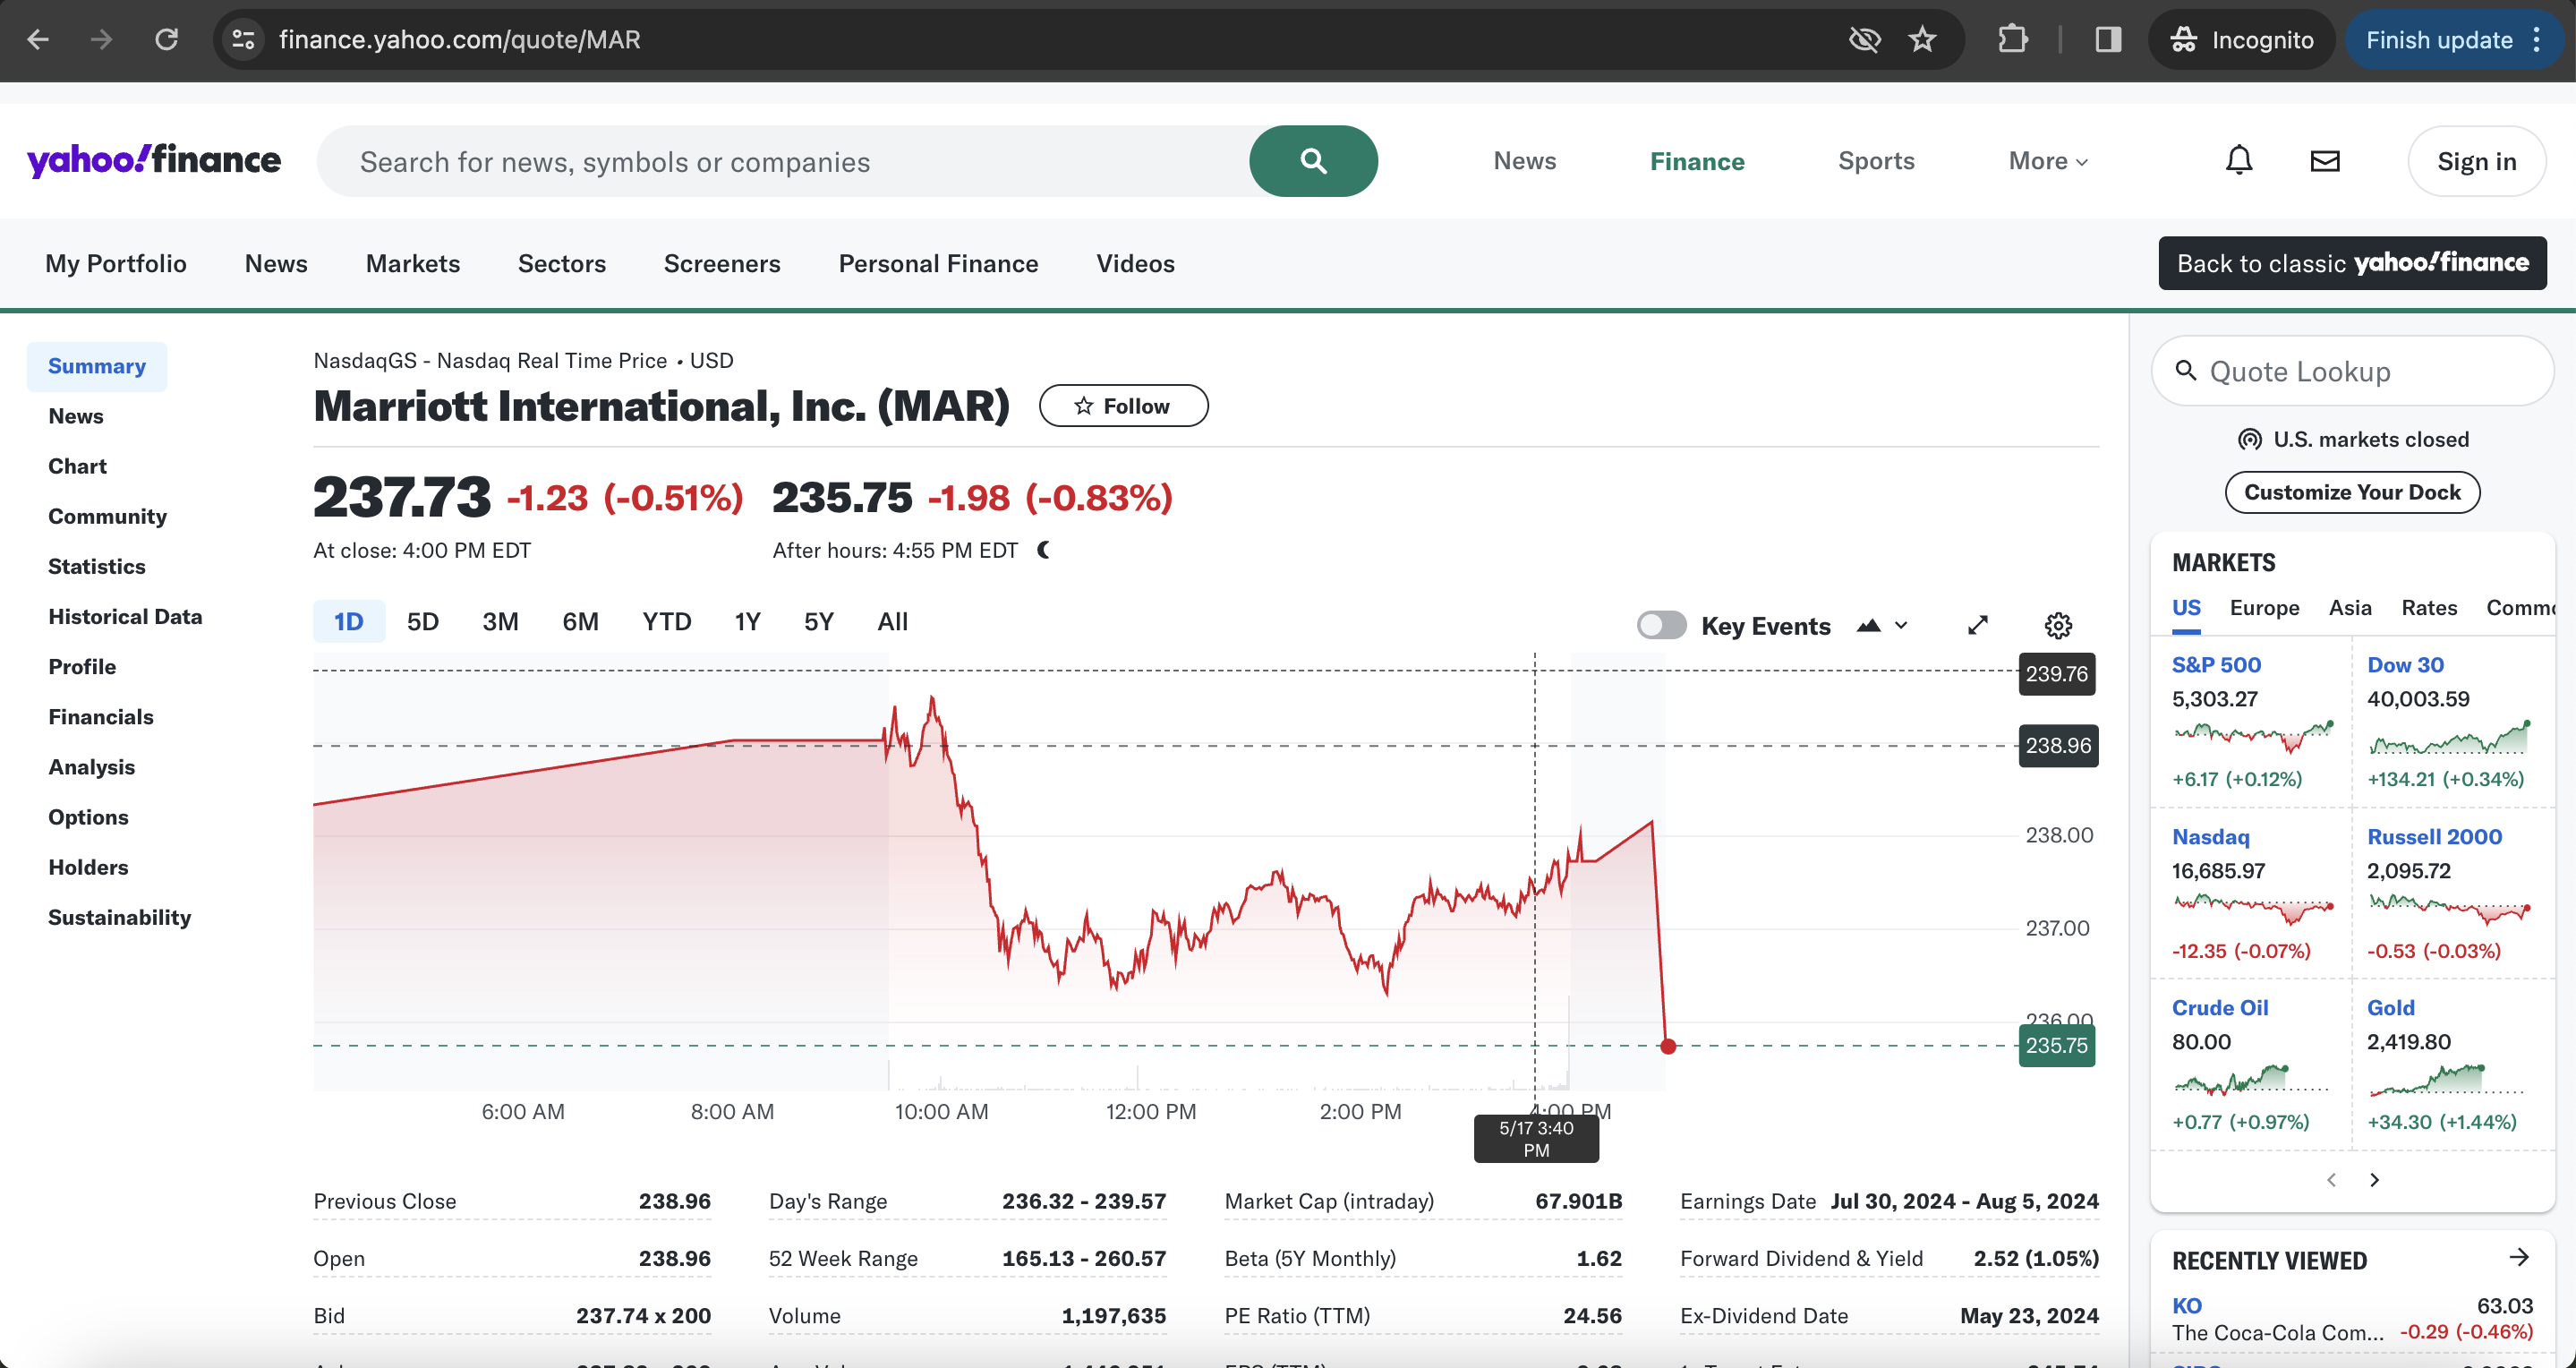 finance.yahoo.com/quote/MAR
Incognito
Finish update
yahoo!finance
Search for news, symbols or companies
News
Finance
Sports
More
Sign in
My Portfolio
News
Markets
Sectors
Screeners
Personal Finance
Videos
Back to classic yahoo!finance
Summary
News
Chart
Community
Statistics
Historical Data
Profile
Financials
Analysis
Options
Holders
Sustainability
NasdaqGS - Nasdaq Real Time Price • USD
Marriott International, Inc. (MAR)
Follow
237.73 -1.23 (-0.51%)
At close: 4:00 PM EDT
235.75 -1.98 (-0.83%)
After hours: 4:55 PM EDT
1D 5D 3M 6M YTD 1Y 5Y All
Key Events
239.76
238.96
238.00
237.00
236.00
235.75
6:00 AM 8:00 AM 10:00 AM 12:00 PM 2:00 PM 4:00 PM
5/17 3:40
PM
Previous Close 238.96
Open 238.96
Bid 237.74 x 200
Day's Range 236.32 - 239.57
52 Week Range 165.13 - 260.57
Volume 1,197,635
Market Cap (intraday) 67.901B
Beta (5Y Monthly) 1.62
PE Ratio (TTM) 24.56
Earnings Date Jul 30, 2024 - Aug 5, 2024
Forward Dividend & Yield 2.52 (1.05%)
Ex-Dividend Date May 23, 2024
Quote Lookup
U.S. markets closed
Customize Your Dock
MARKETS
US Europe Asia Rates Comm
S&P 500
5,303.27
+6.17 (+0.12%)
Dow 30
40,003.59
+134.21 (+0.34%)
Nasdaq
16,685.97
-12.35 (-0.07%)
Russell 2000
2,095.72
-0.53 (-0.03%)
Crude Oil
80.00
+0.77 (+0.97%)
Gold
2,419.80
+34.30 (+1.44%)
RECENTLY VIEWED
KO 63.03
The Coca-Cola Com... -0.29 (-0.46%)